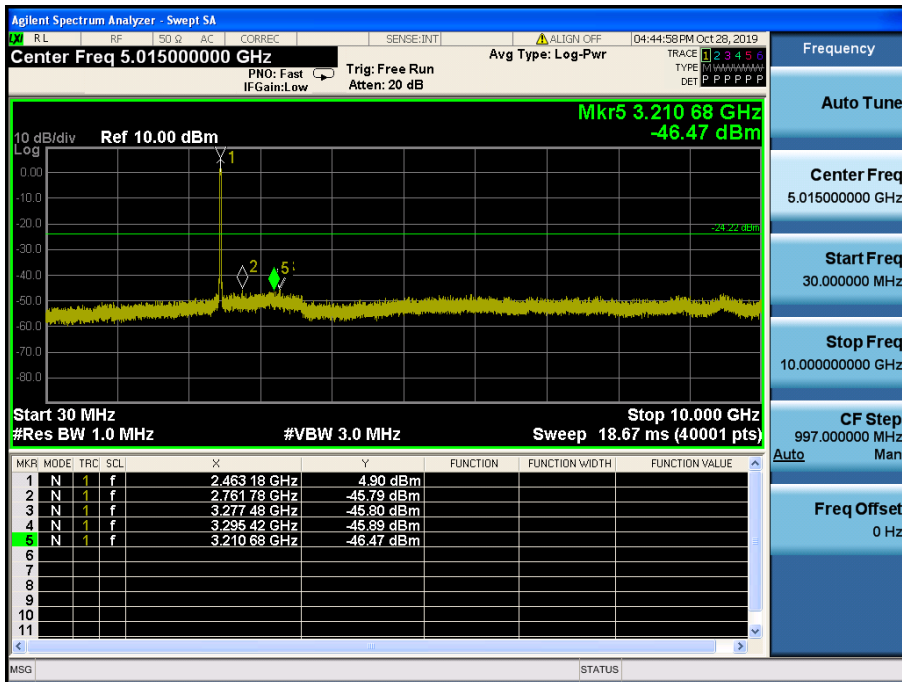 Agilent Spectrum Analyzer - Swept SA
LXI RL RF 50 Ω AC CORREC SENSE:INT ALIGN OFF 04:44:58 PM Oct 28, 2019
Center Freq 5.015000000 GHz
Avg Type: Log-Pwr
TRACE 1 2 3 4 5 6
PNO: Fast
Trig: Free Run
TYPE M WWWWW
IFGain:Low
Atten: 20 dB
DET P P P P P P
Mkr5 3.210 68 GHz
10 dB/div Ref 10.00 dBm
-46.47 dBm
Log
1
0.00
-10.0
-20.0
-24.22 dBm
-30.0
2
5
-40.0
-50.0
-60.0
-70.0
-80.0
Start 30 MHz
Stop 10.000 GHz
#Res BW 1.0 MHz
#VBW 3.0 MHz
Sweep 18.67 ms (40001 pts)
MKR MODE TRC SCL X Y FUNCTION FUNCTION WIDTH FUNCTION VALUE
1 N 1 f 2.463 18 GHz 4.90 dBm
2 N 1 f 2.761 78 GHz -45.79 dBm
3 N 1 f 3.277 48 GHz -45.80 dBm
4 N 1 f 3.295 42 GHz -45.89 dBm
5 N 1 f 3.210 68 GHz -46.47 dBm
6
7
8
9
10
11
MSG
STATUS
Frequency
Auto Tune
Center Freq
5.015000000 GHz
Start Freq
30.000000 MHz
Stop Freq
10.000000000 GHz
CF Step
997.000000 MHz
Auto Man
Freq Offset
0 Hz